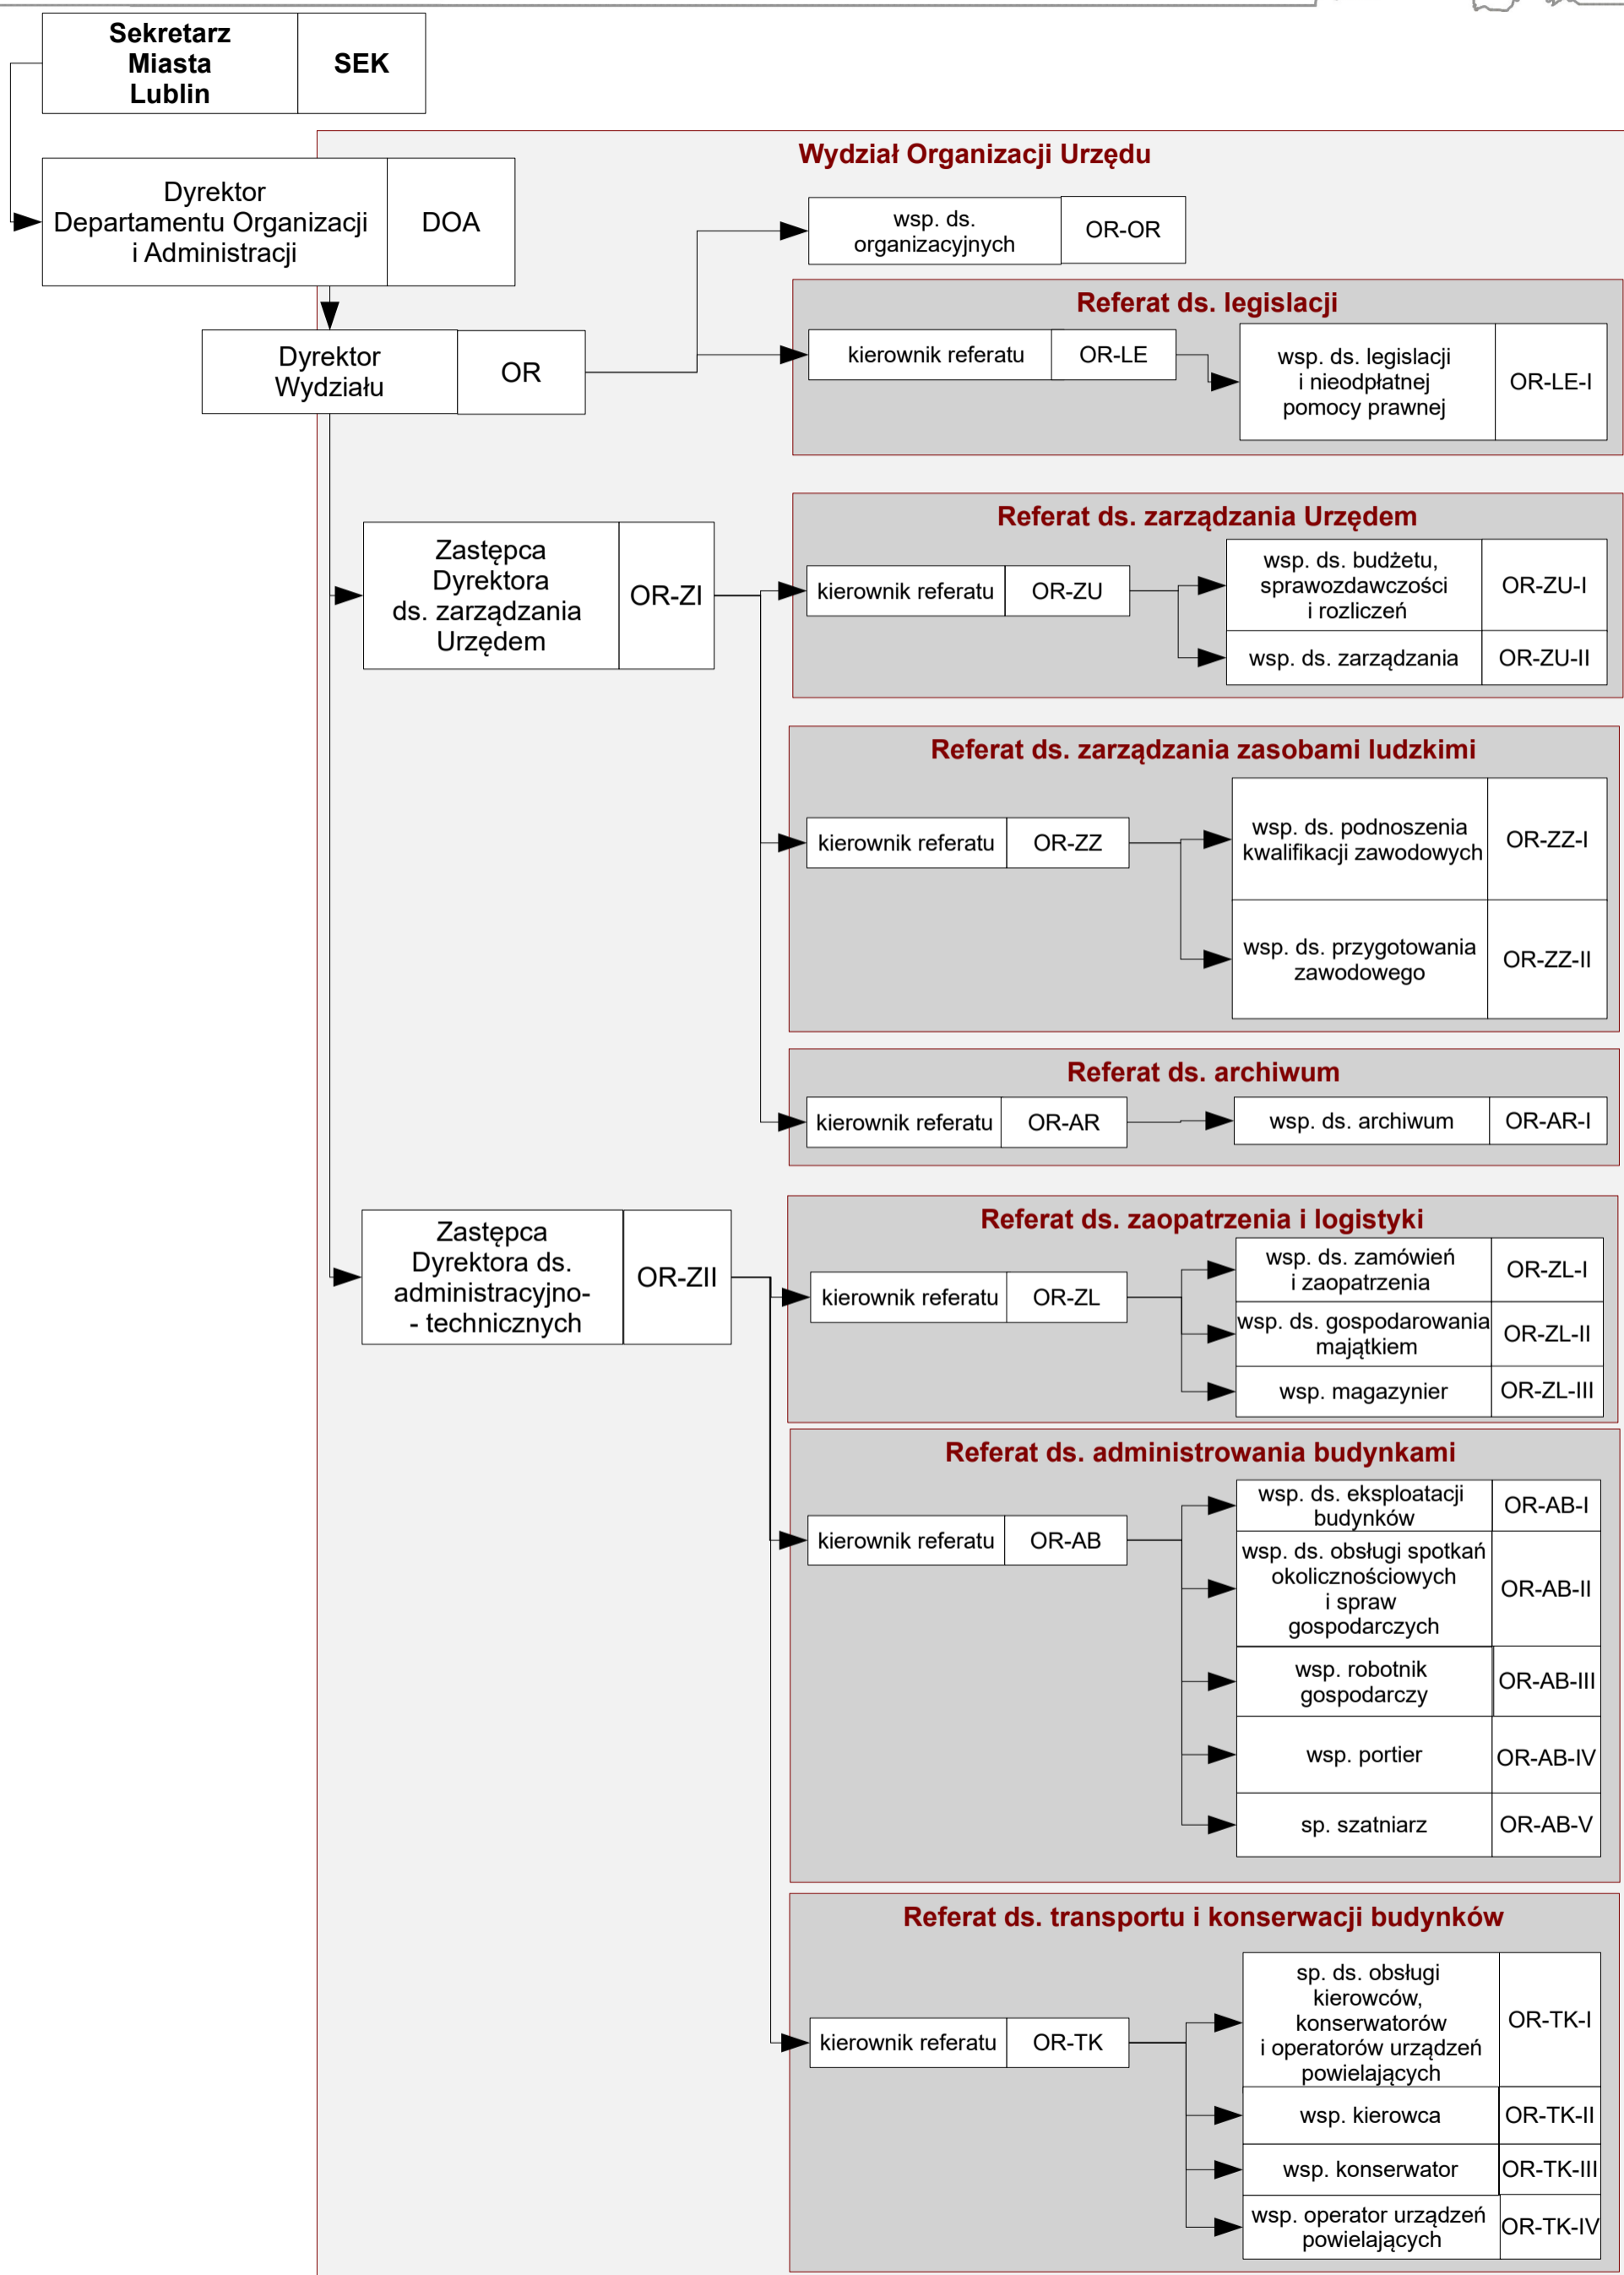 Sekretarz
Miasta
Lublin
SEK
Wydział Organizacji Urzędu
Dyrektor
Departamentu Organizacji
i Administracji
DOA
wsp. ds.
organizacyjnych
OR-OR
Dyrektor
Wydziału
OR
Referat ds. legislacji
kierownik referatu
OR-LE
wsp. ds. legislacji
i nieodpłatnej
pomocy prawnej
OR-LE-I
Zastępca
Dyrektora
ds. zarządzania
Urzędem
OR-ZI
Referat ds. zarządzania Urzędem
kierownik referatu
OR-ZU
wsp. ds. budżetu,
sprawozdawczości
i rozliczeń
OR-ZU-I
wsp. ds. zarządzania
OR-ZU-II
Referat ds. zarządzania zasobami ludzkimi
kierownik referatu
OR-ZZ
wsp. ds. podnoszenia
kwalifikacji zawodowych
OR-ZZ-I
wsp. ds. przygotowania
zawodowego
OR-ZZ-II
Referat ds. archiwum
kierownik referatu
OR-AR
wsp. ds. archiwum
OR-AR-I
Zastępca
Dyrektora ds.
administracyjno-
- technicznych
OR-ZII
Referat ds. zaopatrzenia i logistyki
kierownik referatu
OR-ZL
wsp. ds. zamówień
i zaopatrzenia
OR-ZL-I
wsp. ds. gospodarowania
majątkiem
OR-ZL-II
wsp. magazynier
OR-ZL-III
Referat ds. administrowania budynkami
kierownik referatu
OR-AB
wsp. ds. eksploatacji
budynków
OR-AB-I
wsp. ds. obsługi spotkań
okolicznościowych
i spraw
gospodarczych
OR-AB-II
wsp. robotnik
gospodarczy
OR-AB-III
wsp. portier
OR-AB-IV
sp. szatniarz
OR-AB-V
Referat ds. transportu i konserwacji budynków
kierownik referatu
OR-TK
sp. ds. obsługi
kierowców,
konserwatorów
i operatorów urządzeń
powielających
OR-TK-I
wsp. kierowca
OR-TK-II
wsp. konserwator
OR-TK-III
wsp. operator urządzeń
powielających
OR-TK-IV